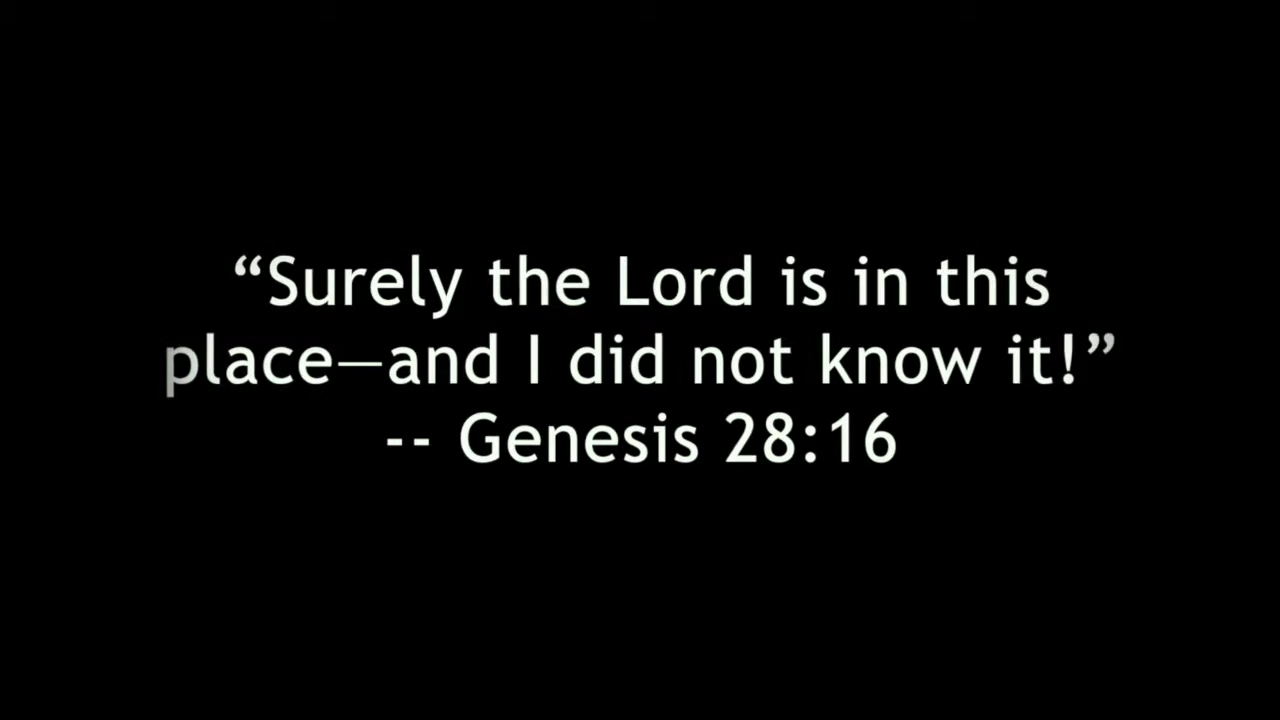 “Surely the Lord is in this
place—and I did not know it!”
-- Genesis 28:16